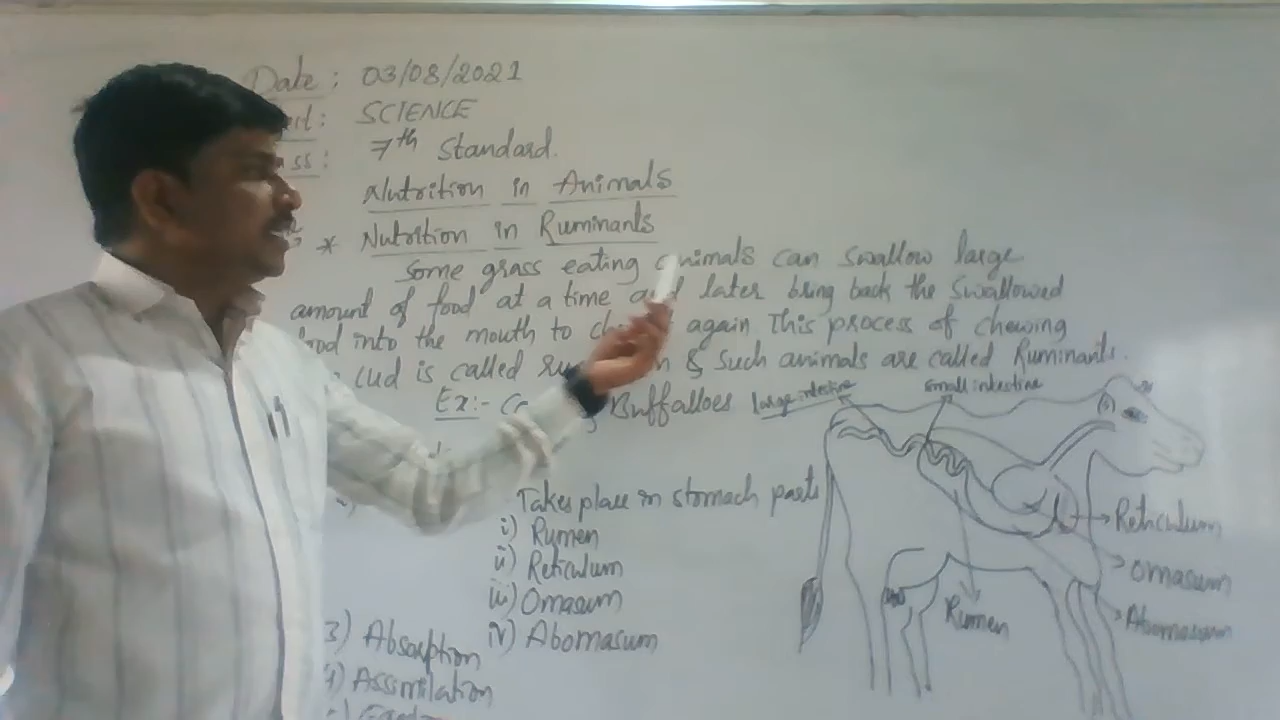 Date : 03/08/2021
SCIENCE
7th Standard.
Nutrition in Animals
* Nutrition in Ruminants
Some grass eating animals can swallow large
amount of food at a time and later bring back the swallowed
food into the mouth to again This process of chewing
cud is called & such animals are called Ruminants.
Ex:- Buffalloes
large intestine
small intestine
Takes place in stomach parts
i) Rumen
ii) Reticulum
iii) Omasum
iv) Abomasum
3) Absorption
4) Assimilation
Reticulum
Omasum
Abomasum
Rumen